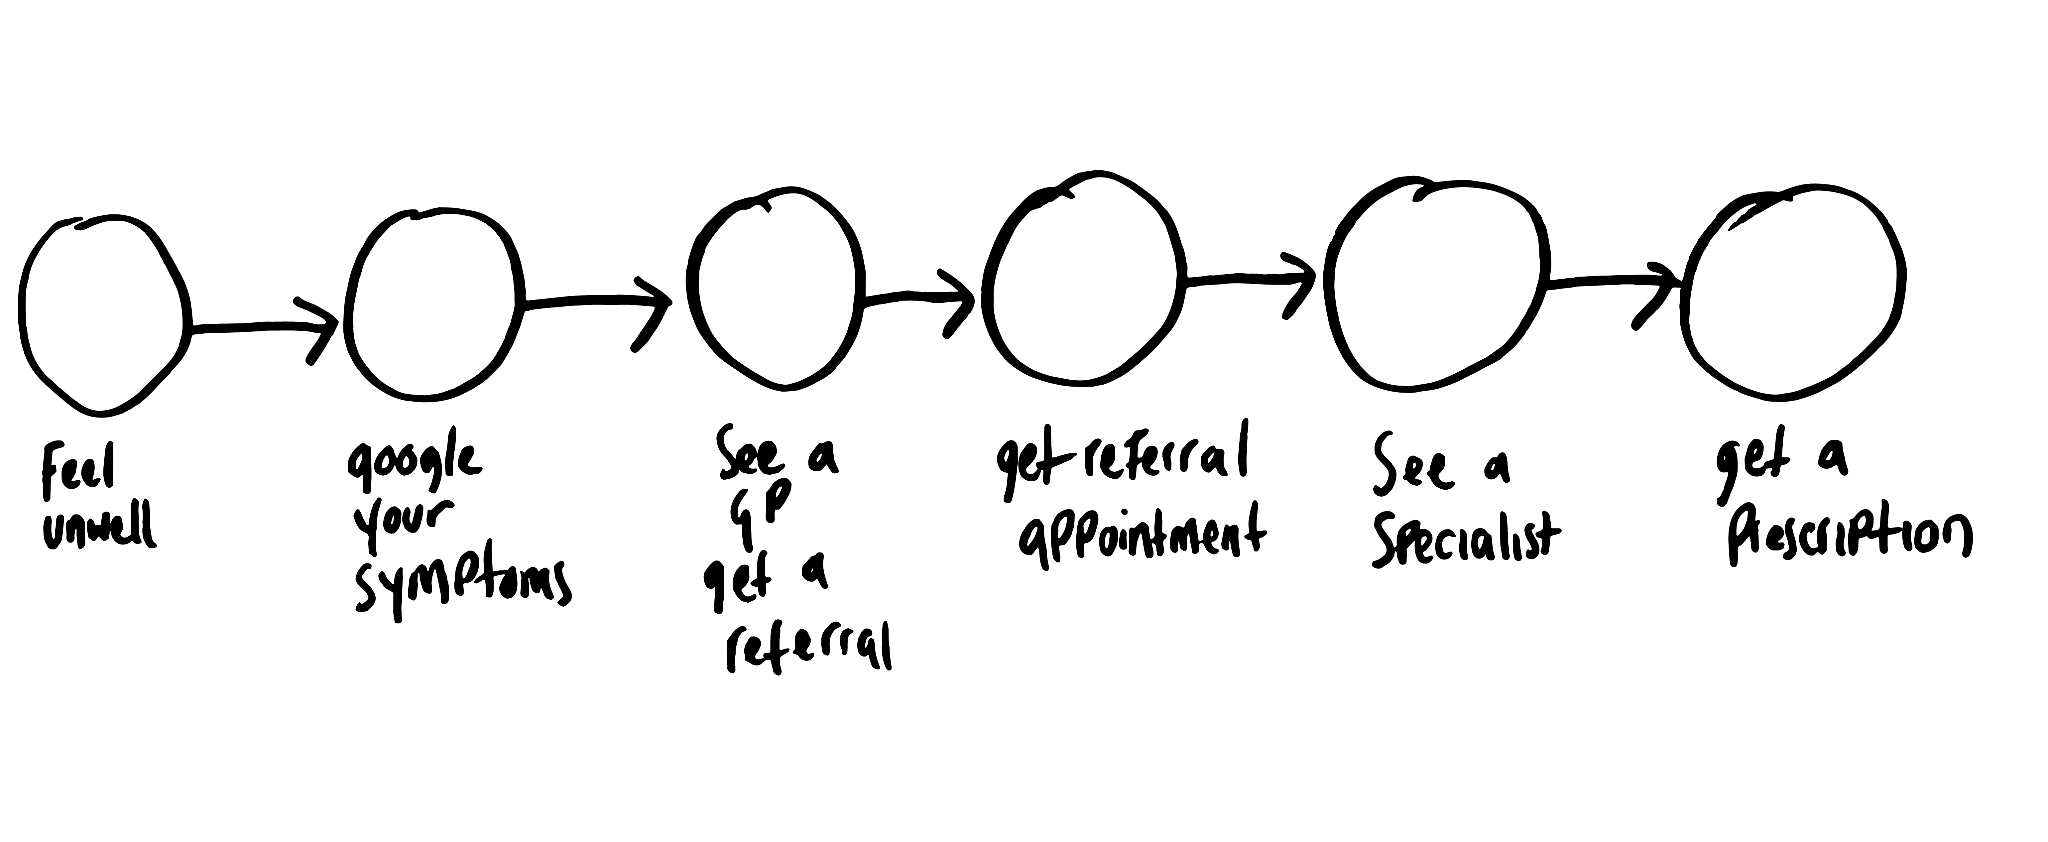 Feel
unwell
google
your
symptoms
See a
GP
get a
referral
get referral
appointment
See a
Specialist
get a
Prescription